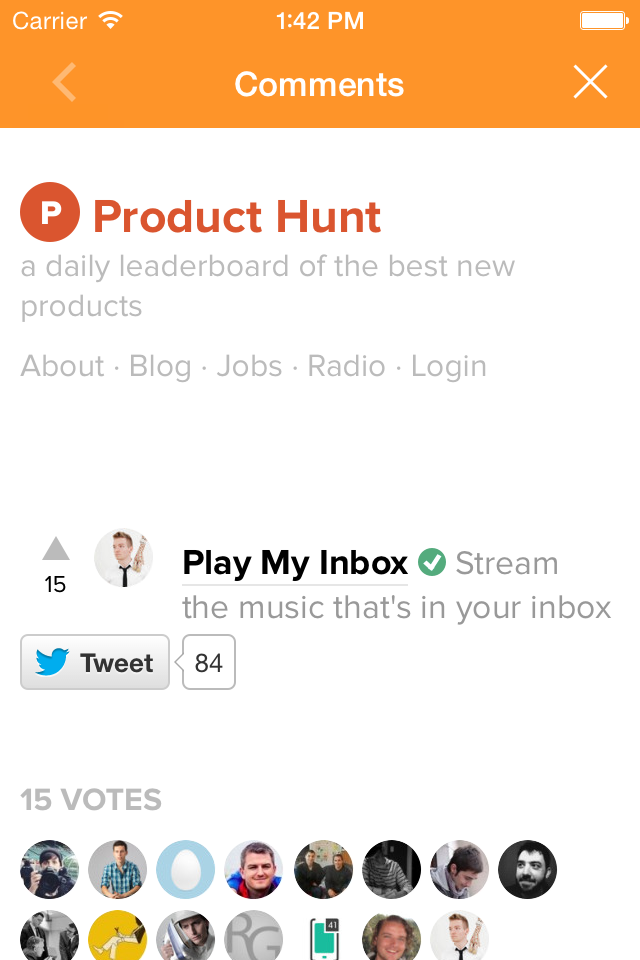 Carrier 1:42 PM
Comments
P Product Hunt
a daily leaderboard of the best new
products
About · Blog · Jobs · Radio · Login
Play My Inbox Stream
15
the music that's in your inbox
Tweet 84
15 VOTES
RG 41